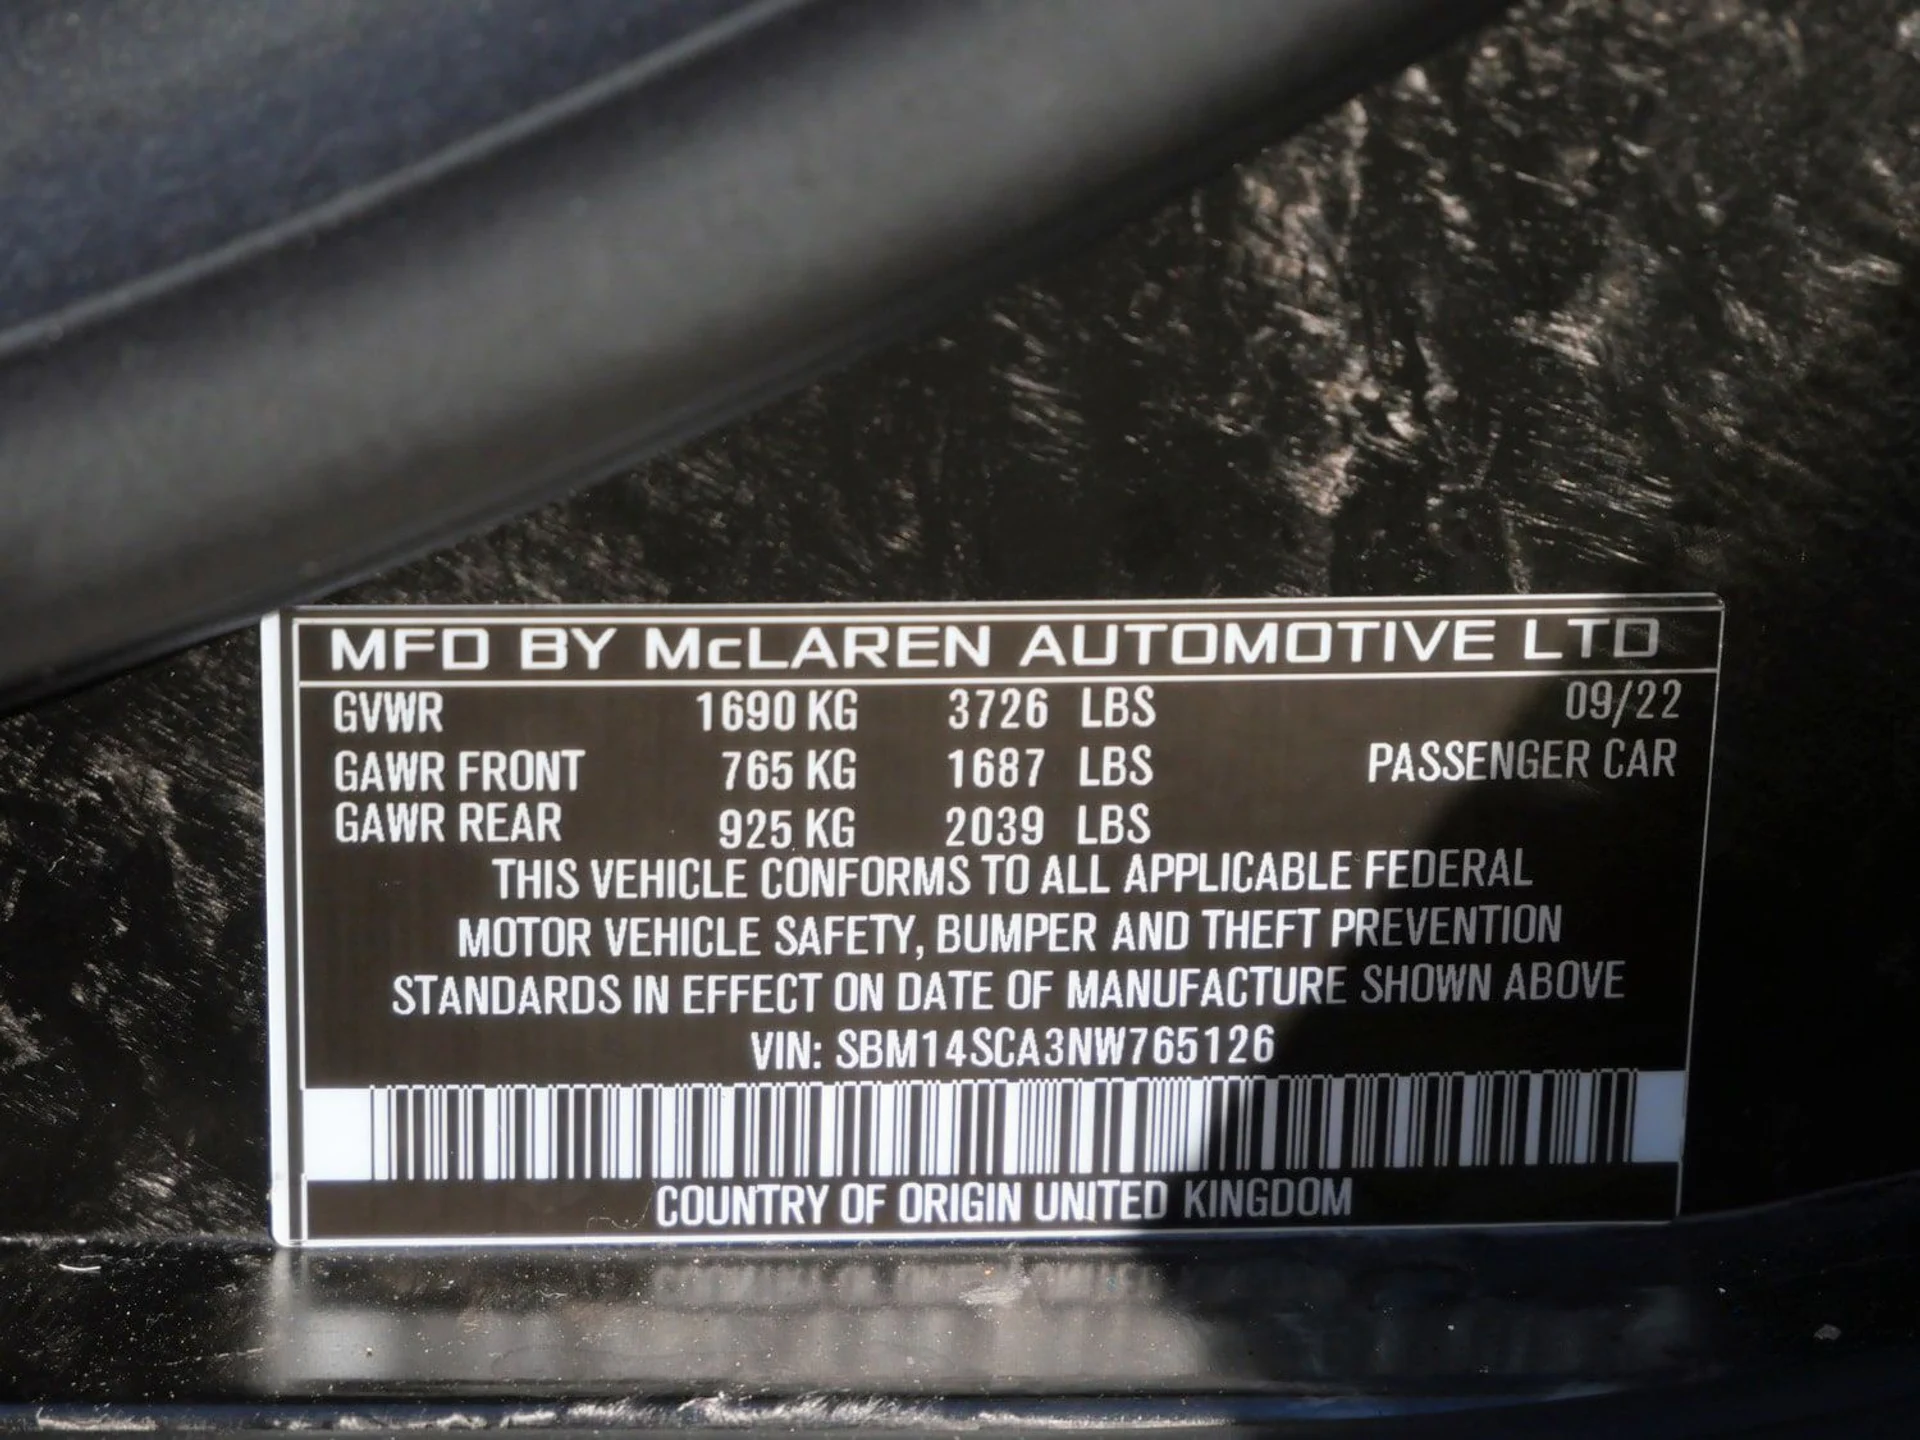 MFD BY McLAREN AUTOMOTIVE LTD
GVWR 1690 KG 3726 LBS 09/22
GAWR FRONT 765 KG 1687 LBS PASSENGER CAR
GAWR REAR 925 KG 2039 LBS
THIS VEHICLE CONFORMS TO ALL APPLICABLE FEDERAL
MOTOR VEHICLE SAFETY, BUMPER AND THEFT PREVENTION
STANDARDS IN EFFECT ON DATE OF MANUFACTURE SHOWN ABOVE
VIN: SBM14SCA3NW765126
COUNTRY OF ORIGIN UNITED KINGDOM